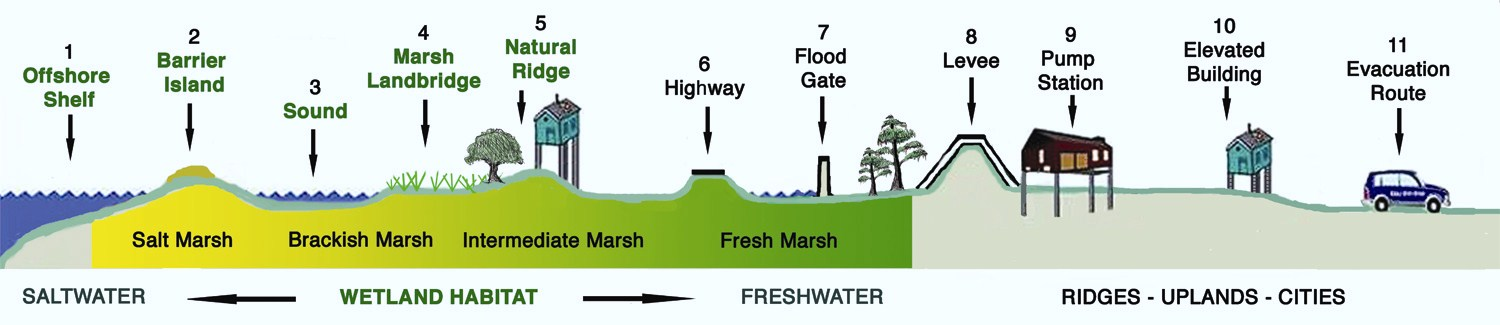 1
Offshore
Shelf
2
Barrier
Island
3
Sound
4
Marsh
Landbridge
5
Natural
Ridge
6
Highway
7
Flood
Gate
8
Levee
9
Pump
Station
10
Elevated
Building
11
Evacuation
Route
Salt Marsh
Brackish Marsh
Intermediate Marsh
Fresh Marsh
SALTWATER
WETLAND HABITAT
FRESHWATER
RIDGES - UPLANDS - CITIES